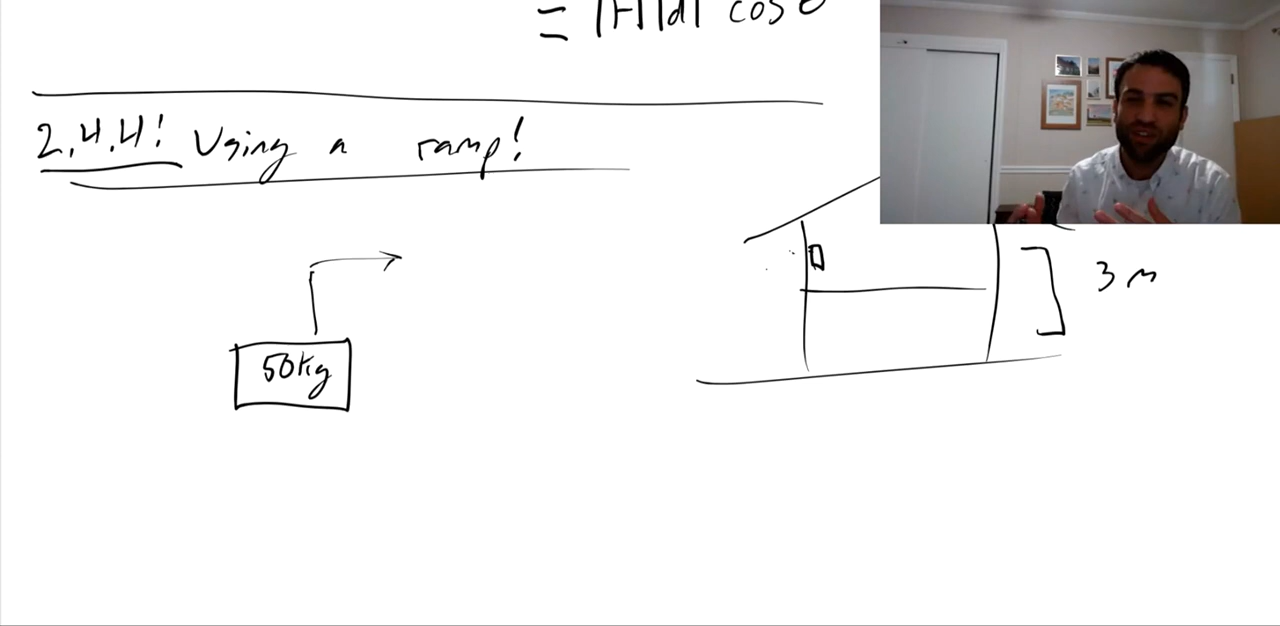 = |F||d| cos θ
2.4.4! Using a ramp!
3 m
50kg